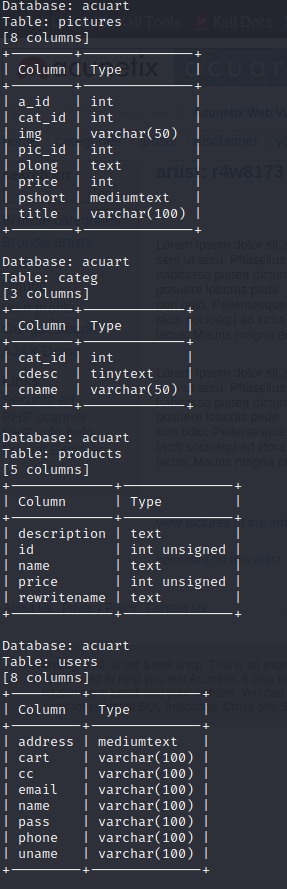 Database: acuart
Table: pictures
[8 columns]
| Column | Type |
| a_id | int |
| cat_id | int |
| img | varchar(50) |
| pic_id | int |
| plong | text |
| price | int |
| pshort | mediumtext |
| title | varchar(100) |
Database: acuart
Table: categ
[3 columns]
| Column | Type |
| cat_id | int |
| cdesc | tinytext |
| cname | varchar(50) |
Database: acuart
Table: products
[5 columns]
| Column | Type |
| description | text |
| id | int unsigned |
| name | text |
| price | int unsigned |
| rewritename | text |
Database: acuart
Table: users
[8 columns]
| Column | Type |
| address | mediumtext |
| cart | varchar(100) |
| cc | varchar(100) |
| email | varchar(100) |
| name | varchar(100) |
| pass | varchar(100) |
| phone | varchar(100) |
| uname | varchar(100) |